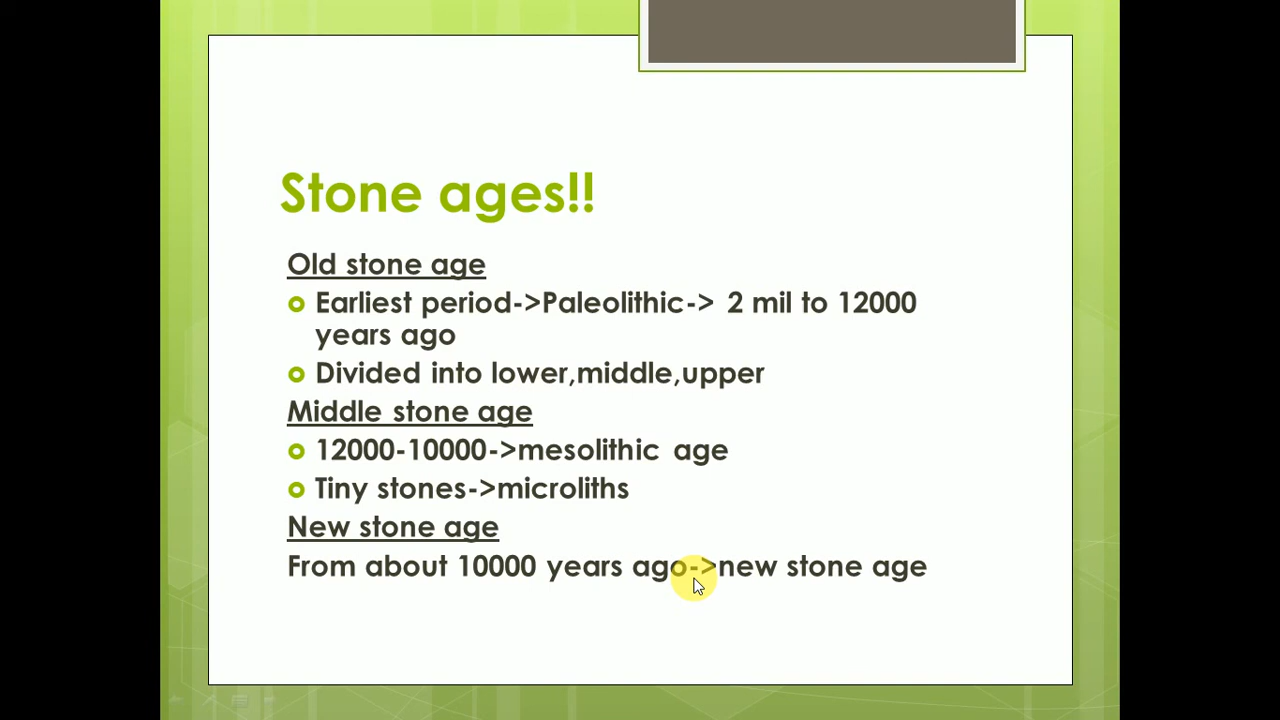 Stone ages!!
Old stone age
Earliest period->Paleolithic-> 2 mil to 12000
years ago
Divided into lower,middle,upper
Middle stone age
12000-10000->mesolithic age
Tiny stones->microliths
New stone age
From about 10000 years ago->new stone age